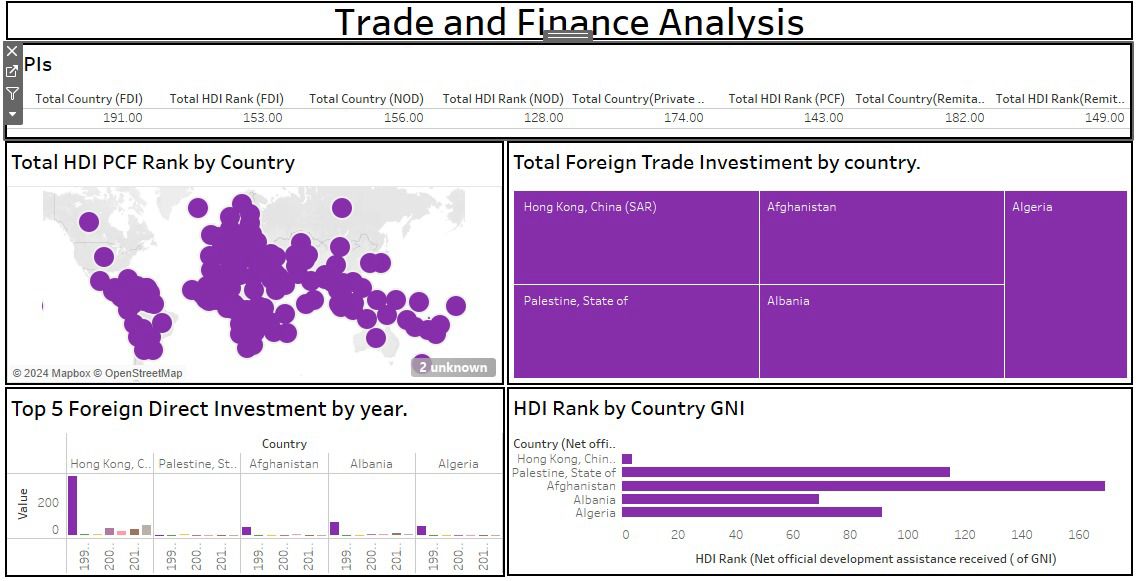 Trade and Finance Analysis
PIs
Total Country (FDI) Total HDI Rank (FDI) Total Country (NOD) Total HDI Rank (NOD) Total Country(Private .. Total HDI Rank (PCF) Total Country(Remita.. Total HDI Rank(Remit..
191.00 153.00 156.00 128.00 174.00 143.00 182.00 149.00
Total HDI PCF Rank by Country
© 2024 Mapbox © OpenStreetMap
2 unknown
Total Foreign Trade Investiment by country.
Hong Kong, China (SAR) Afghanistan Algeria
Palestine, State of Albania
Top 5 Foreign Direct Investment by year.
Country
Hong Kong, C.. Palestine, St.. Afghanistan Albania Algeria
Value
200
0
199.. 200.. 201.. 199.. 200.. 201.. 199.. 200.. 201.. 199.. 200.. 201.. 199.. 200.. 201..
HDI Rank by Country GNI
Country (Net offi..
Hong Kong, Chin..
Palestine, State of
Afghanistan
Albania
Algeria
0 20 40 60 80 100 120 140 160
HDI Rank (Net official development assistance received ( of GNI)